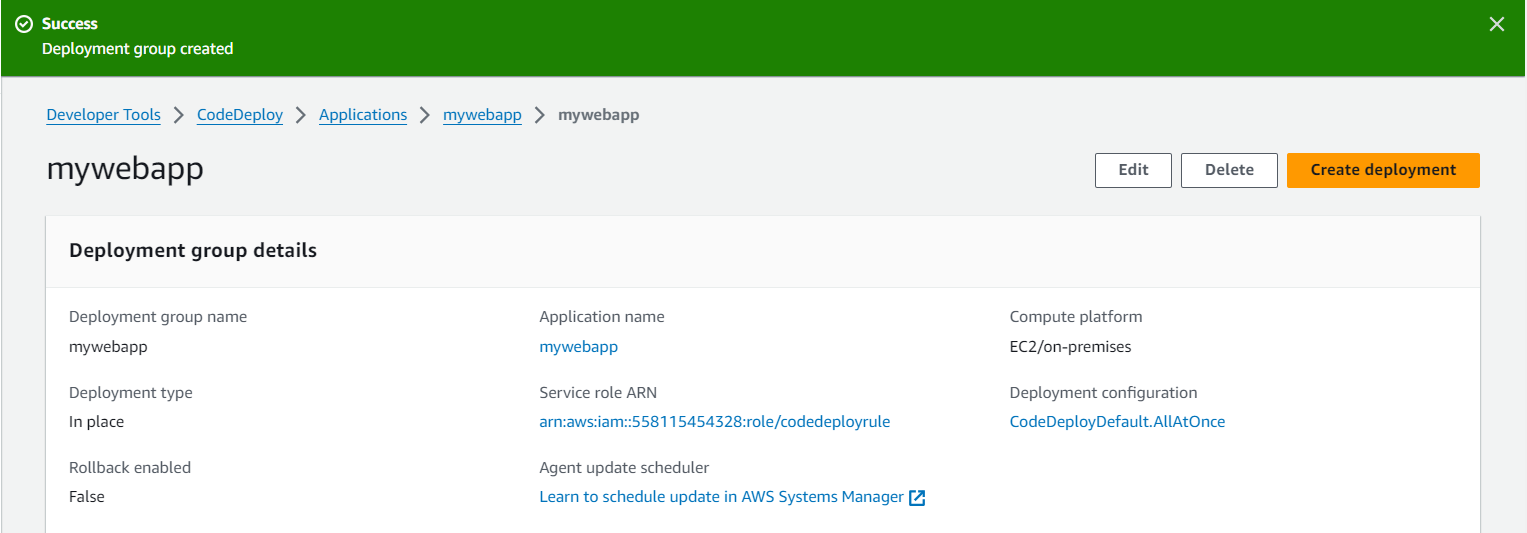 Success
Deployment group created
Developer Tools > CodeDeploy > Applications > mywebapp > mywebapp
mywebapp
Edit Delete Create deployment
Deployment group details
Deployment group name Application name Compute platform
mywebapp mywebapp EC2/on-premises
Deployment type Service role ARN Deployment configuration
In place arn:aws:iam::558115454328:role/codedeployrule CodeDeployDefault.AllAtOnce
Rollback enabled Agent update scheduler
False Learn to schedule update in AWS Systems Manager